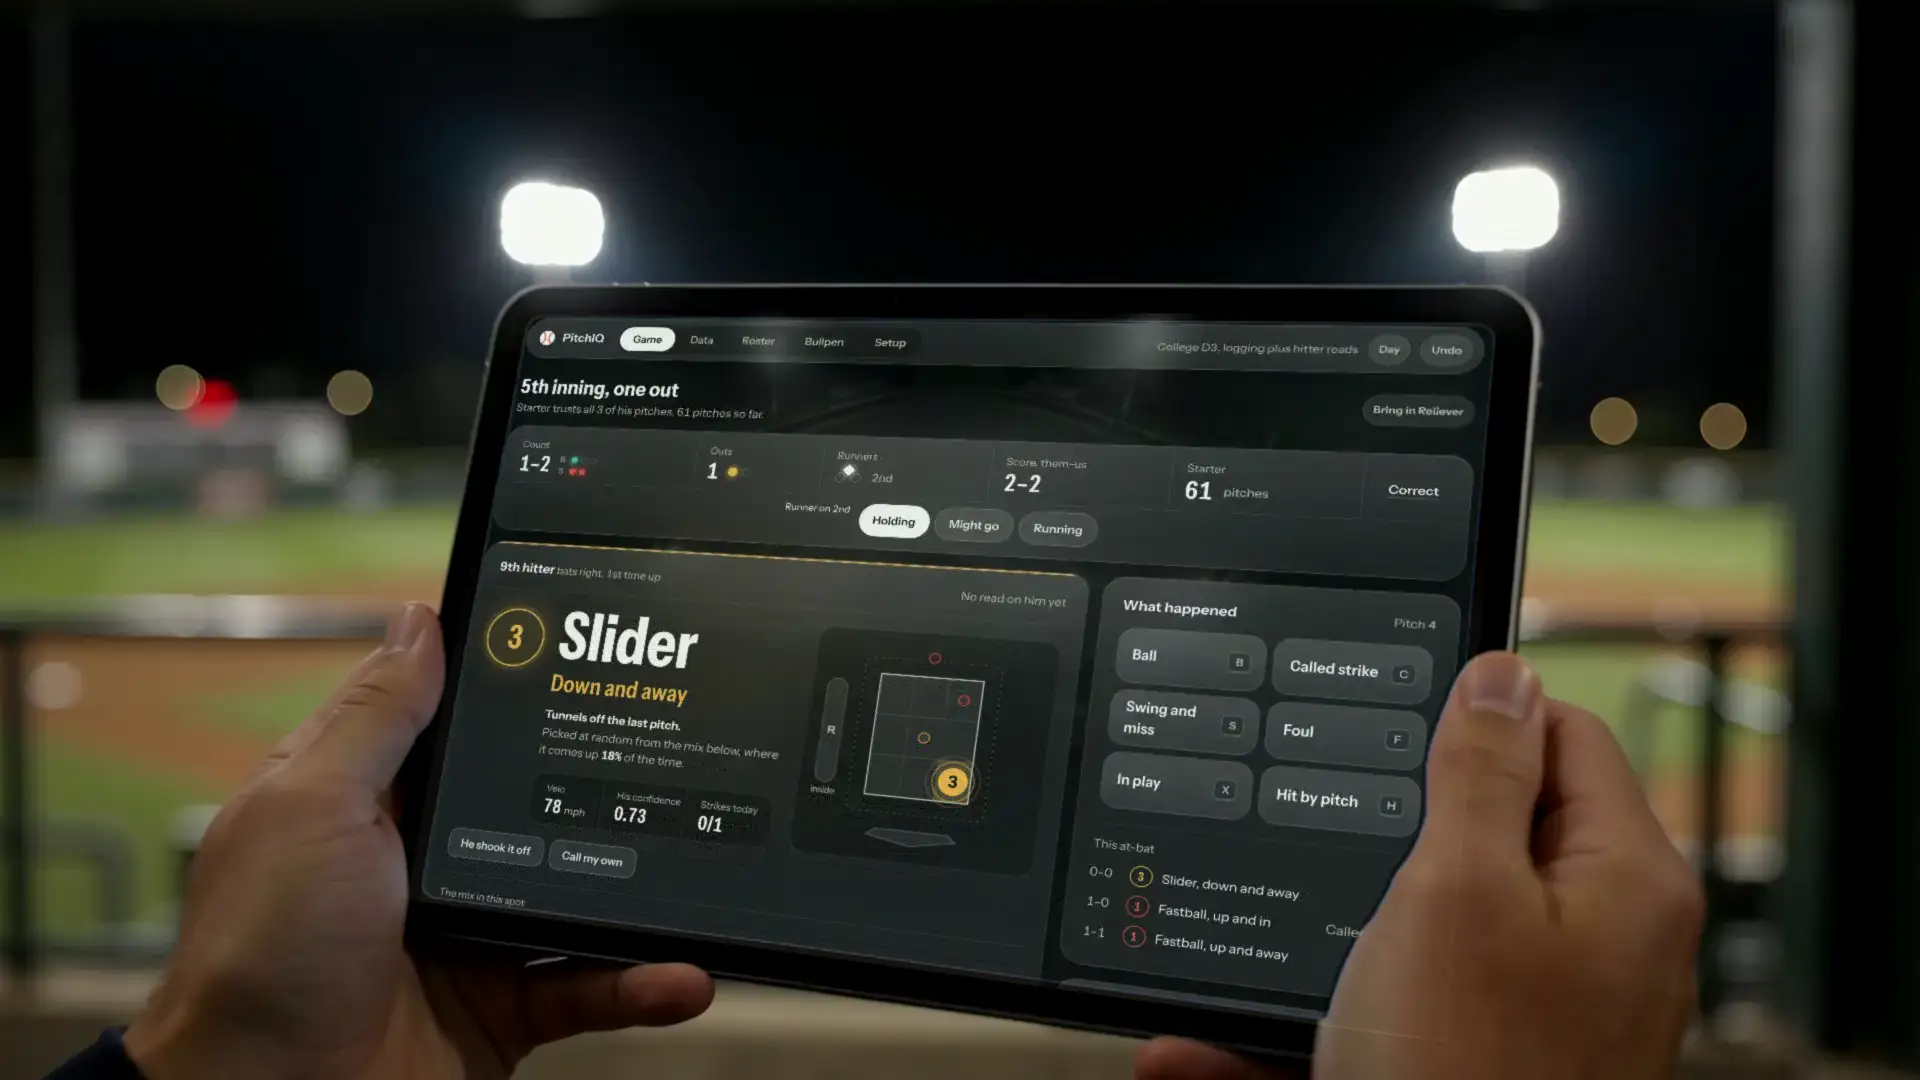 PitchIQ
Game
Data
Roster
Bullpen
Setup
College D3, logging plus hitter reads
Day
Undo
5th inning, one out
Starter trusts all 3 of his pitches. 61 pitches so far.
Bring in Reliever
Count
1-2
B
S
Outs
1
Runners
2nd
Score, them-us
2-2
Starter
61 pitches
Correct
Runner on 2nd
Holding
Might go
Running
9th hitter bats right, 1st time up
No read on him yet
3
Slider
Down and away
Tunnels off the last pitch.
Picked at random from the mix below, where
it comes up 18% of the time.
Velo
78 mph
His confidence
0.73
Strikes today
0/1
He shook it off
Call my own
The mix in this spot
R
inside
3
What happened
Pitch 4
Ball B
Called strike C
Swing and
miss S
Foul F
In play X
Hit by pitch H
This at-bat
0-0 3 Slider, down and away
1-0 1 Fastball, up and in
Calle
1-1 1 Fastball, up and away